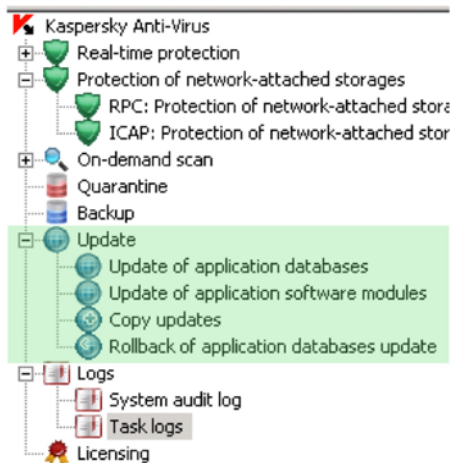 Kaspersky Anti-Virus
Real-time protection
Protection of network-attached storages
RPC: Protection of network-attached stora
ICAP: Protection of network-attached stor
On-demand scan
Quarantine
Backup
Update
Update of application databases
Update of application software modules
Copy updates
Rollback of application databases update
Logs
System audit log
Task logs
Licensing